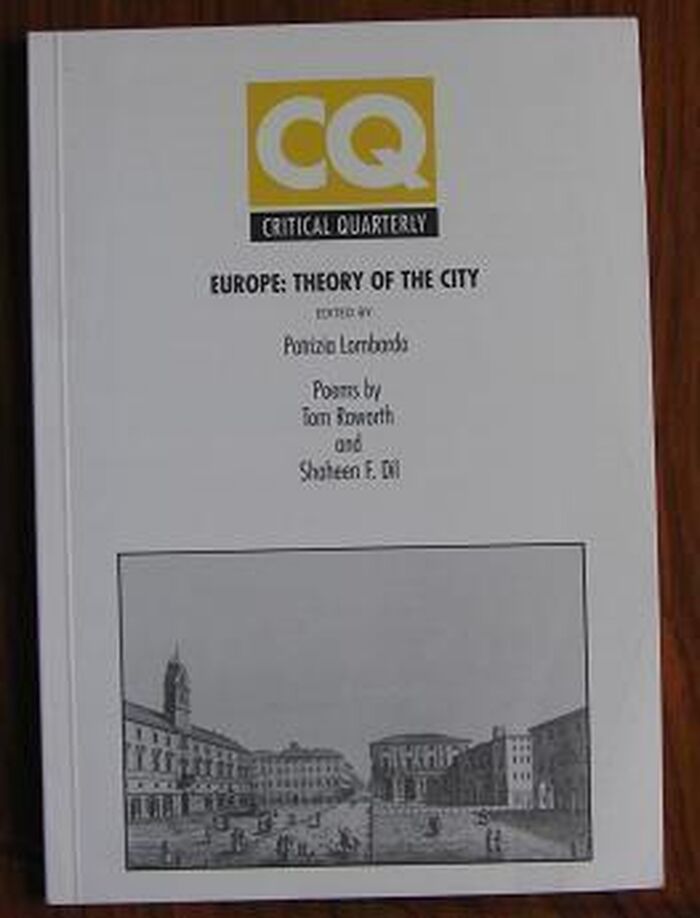 CQ
CRITICAL QUARTERLY
EUROPE: THEORY OF THE CITY
EDITED BY
Patrizia Lombardo
Poems by
Tom Raworth
and
Shaheen F. Dil